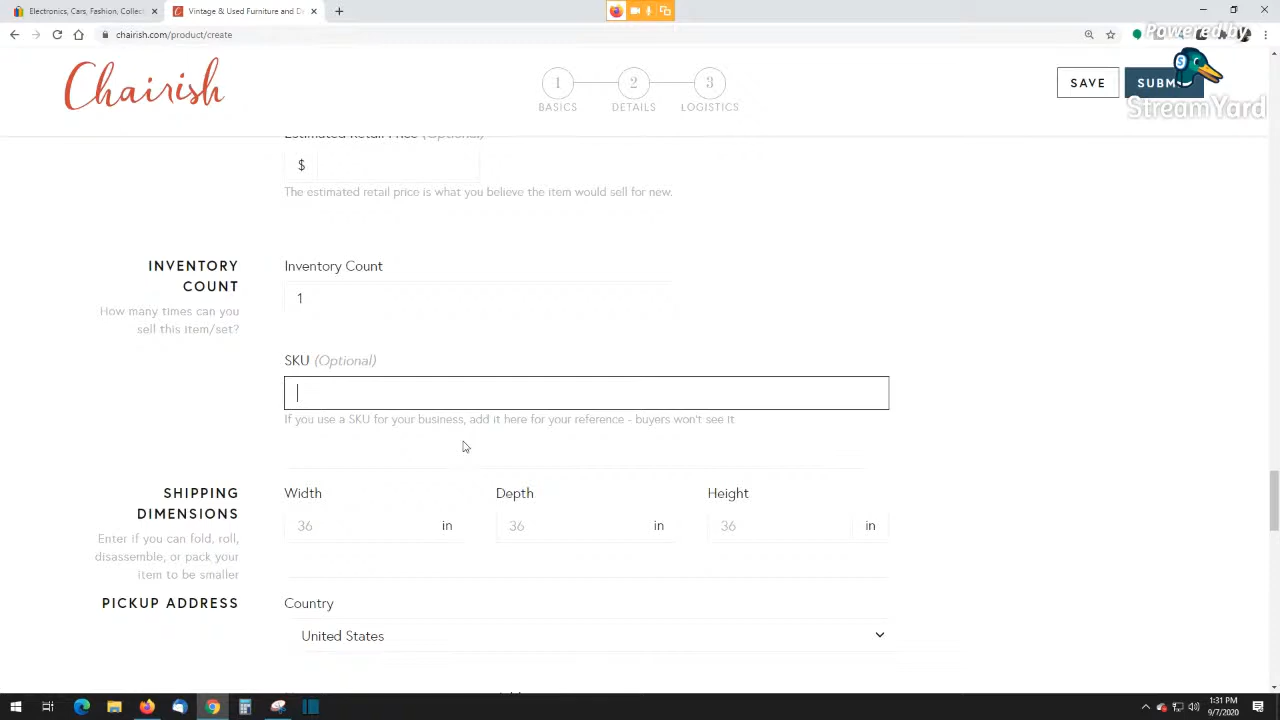 Electronics, Cars, Fashion, Collect
Vintage & Used Furniture and De
chairish.com/product/create
Powered by
StreamYard
Chairish
1
2
3
BASICS
DETAILS
LOGISTICS
SAVE
Estimated Retail Price (Optional)
$
The estimated retail price is what you believe the item would sell for new.
INVENTORY
COUNT
How many times can you
sell this item/set?
Inventory Count
1
SKU (Optional)
If you use a SKU for your business, add it here for your reference - buyers won't see it.
SHIPPING
DIMENSIONS
Enter if you can fold, roll,
disassemble, or pack your
item to be smaller
Width
Depth
Height
36
in
36
in
36
in
PICKUP ADDRESS
Country
United States
1:31 PM
9/7/2020